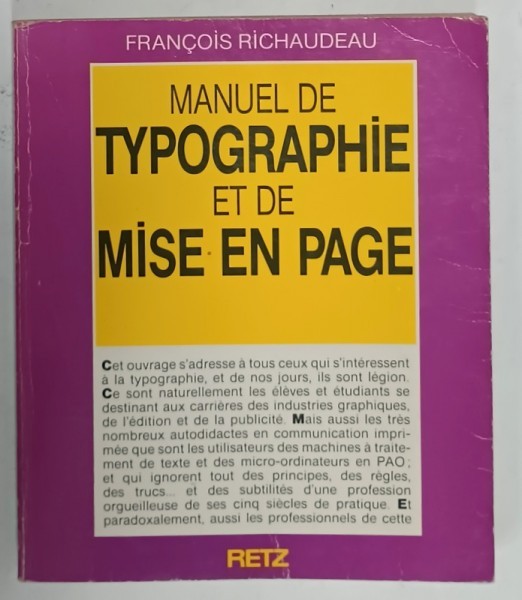 FRANÇOiS RiCHAUDEAU
MANUEL DE
TYPOGRAPHiE
ET DE
MiSE EN PAGE
Cet ouvrage s'adresse à tous ceux qui s'intéressent
à la typographie, et de nos jours, ils sont légion.
Ce sont naturellement les élèves et étudiants se
destinant aux carrières des industries graphiques,
de l'édition et de la publicité. Mais aussi les très
nombreux autodidactes en communication impri-
mée que sont les utilisateurs des machines à traite-
ment de texte et des micro-ordinateurs en PAO ;
et qui ignorent tout des principes, des règles,
des trucs... et des subtilités d'une profession
orgueilleuse de ses cinq siècles de pratique. Et
paradoxalement, aussi les professionnels de cette
RETZ